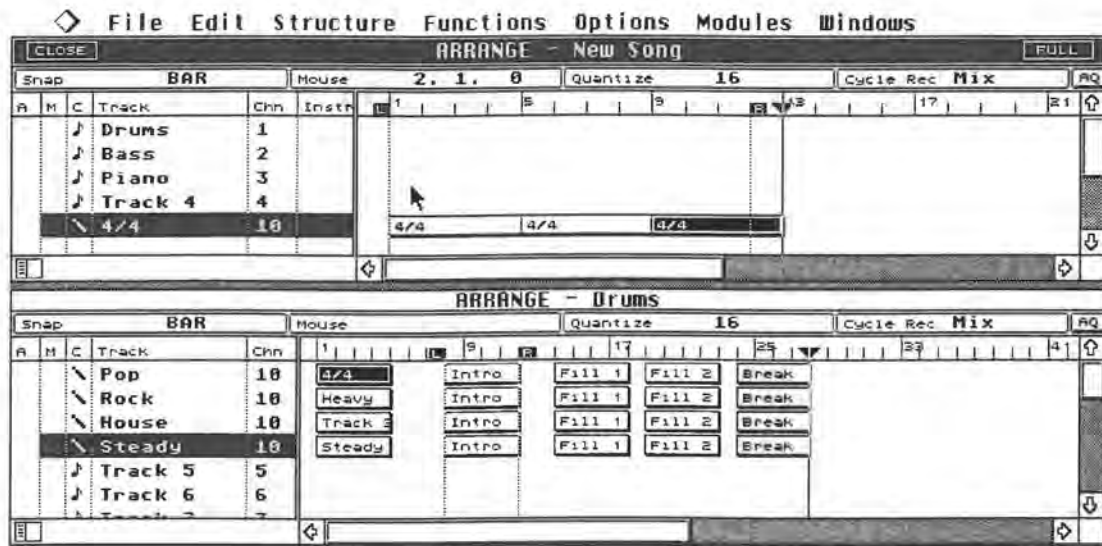 File Edit Structure Functions Options Modules Windows
CLOSE ARRANGE - New Song FULL
Snap BAR Mouse 2. 1. 0 Quantize 16 Cycle Rec Mix AQ
A M C Track Chn Instr L 1 5 9 R 13 17 21
Drums 1
Bass 2
Piano 3
Track 4 4
4/4 10 4/4 4/4 4/4
ARRANGE - Drums
Snap BAR Mouse Quantize 16 Cycle Rec Mix AQ
A M C Track Chn 1 L 9 R 17 25 33 41
Pop 10 4/4 Intro Fill 1 Fill 2 Break
Rock 10 Heavy Intro Fill 1 Fill 2 Break
House 10 Track 3 Intro Fill 1 Fill 2 Break
Steady 10 Steady Intro Fill 1 Fill 2 Break
Track 5 5
Track 6 6